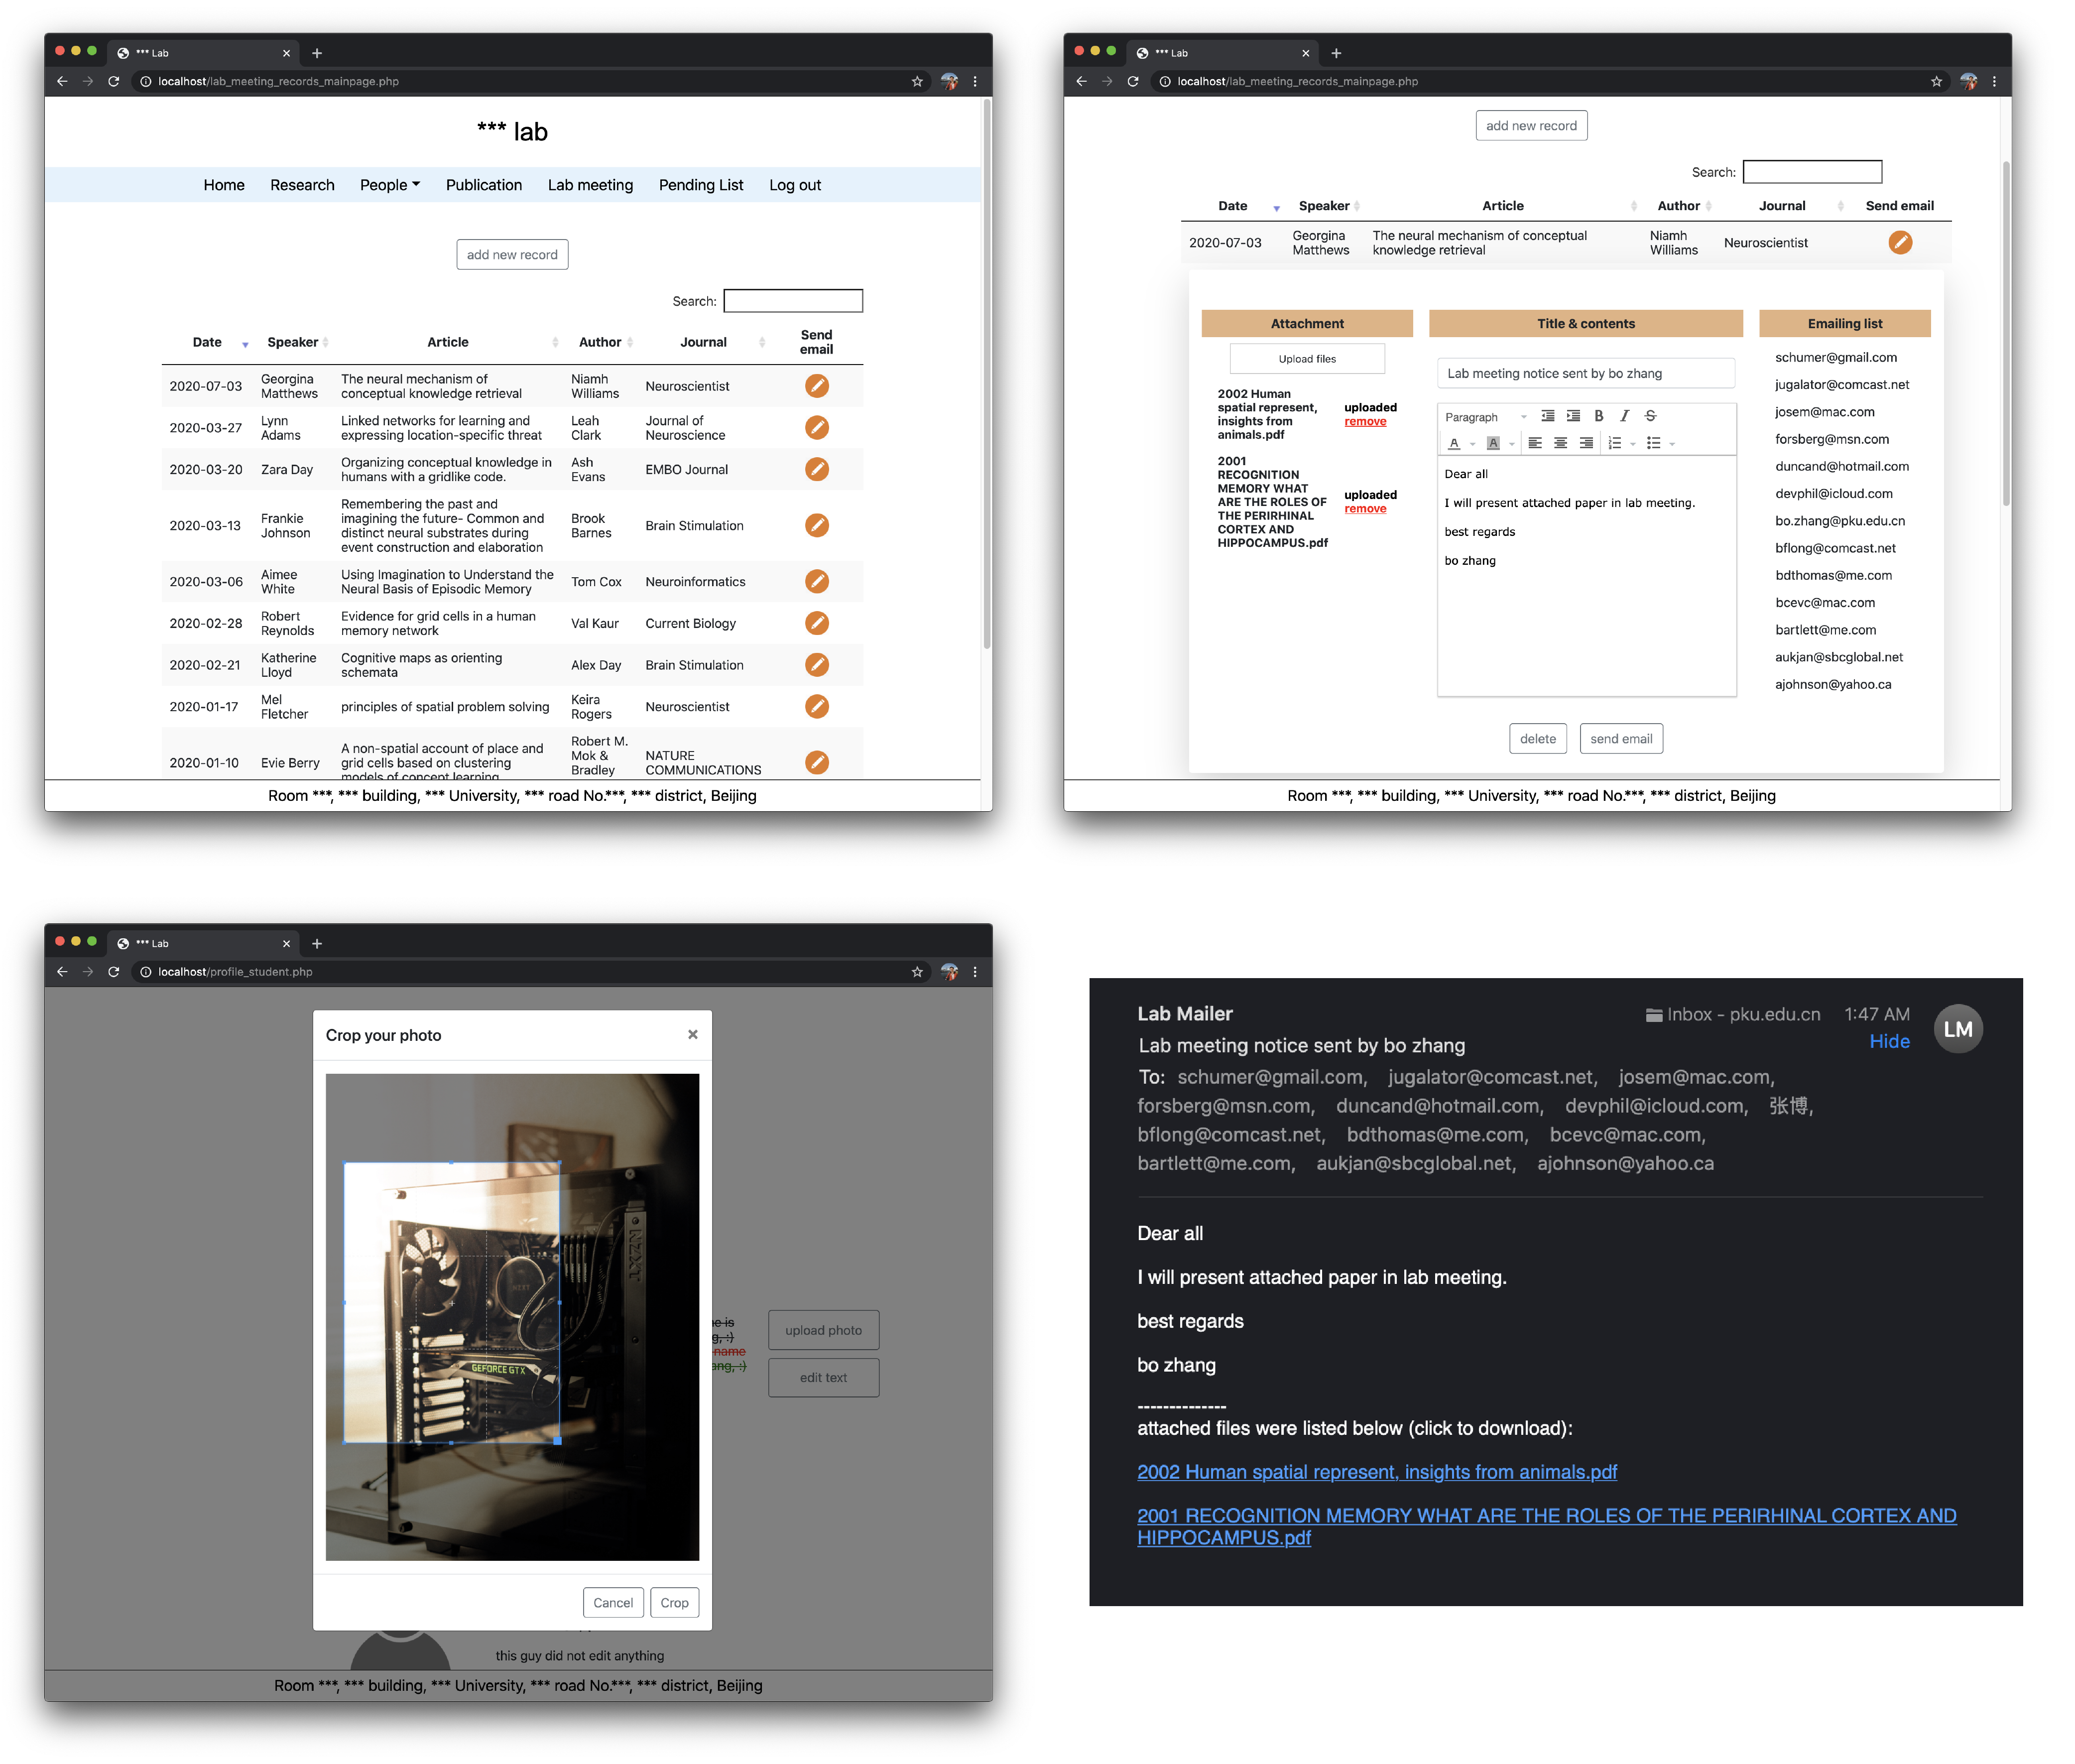 *** Lab
localhost/lab_meeting_records_mainpage.php
*** lab
Home Research People Publication Lab meeting Pending List Log out
add new record
Search:
Date Speaker Article Author Journal Send
email
2020-07-03 Georgina
Matthews The neural mechanism of
conceptual knowledge retrieval Niamh
Williams Neuroscientist
2020-03-27 Lynn
Adams Linked networks for learning and
expressing location-specific threat Leah
Clark Journal of
Neuroscience
2020-03-20 Zara Day Organizing conceptual knowledge in
humans with a gridlike code. Ash
Evans EMBO Journal
2020-03-13 Frankie
Johnson Remembering the past and
imagining the future- Common and
distinct neural substrates during
event construction and elaboration Brook
Barnes Brain Stimulation
2020-03-06 Aimee
White Using Imagination to Understand the
Neural Basis of Episodic Memory Tom Cox Neuroinformatics
2020-02-28 Robert
Reynolds Evidence for grid cells in a human
memory network Val Kaur Current Biology
2020-02-21 Katherine
Lloyd Cognitive maps as orienting
schemata Alex Day Brain Stimulation
2020-01-17 Mel
Fletcher principles of spatial problem solving Keira
Rogers Neuroscientist
2020-01-10 Evie Berry A non-spatial account of place and
grid cells based on clustering
models of concept learning Robert M.
Mok &
Bradley NATURE
COMMUNICATIONS
Room ***, *** building, *** University, *** road No.***, *** district, Beijing
*** Lab
localhost/lab_meeting_records_mainpage.php
add new record
Search:
Date Speaker Article Author Journal Send email
2020-07-03 Georgina
Matthews The neural mechanism of conceptual
knowledge retrieval Niamh
Williams Neuroscientist
Attachment
Upload files
2002 Human
spatial represent,
insights from
animals.pdf
uploaded
remove
2001
RECOGNITION
MEMORY WHAT
ARE THE ROLES OF
THE PERIRHINAL
CORTEX AND
HIPPOCAMPUS.pdf
uploaded
remove
Title & contents
Lab meeting notice sent by bo zhang
Paragraph B I S
A A
Dear all
I will present attached paper in lab meeting.
best regards
bo zhang
Emailing list
schumer@gmail.com
jugalator@comcast.net
josem@mac.com
forsberg@msn.com
duncand@hotmail.com
devphil@icloud.com
bo.zhang@pku.edu.cn
bflong@comcast.net
bdthomas@me.com
bcevc@mac.com
bartlett@me.com
aukjan@sbcglobal.net
ajohnson@yahoo.ca
delete send email
Room ***, *** building, *** University, *** road No.***, *** district, Beijing
*** Lab
localhost/profile_student.php
Crop your photo
NZXT
GEFORCE GTX
Cancel Crop
is
name
upload photo
edit text
this guy did not edit anything
Room ***, *** building, *** University, *** road No.***, *** district, Beijing
Lab Mailer
Inbox - pku.edu.cn 1:47 AM
LM
Lab meeting notice sent by bo zhang
Hide
To: schumer@gmail.com, jugalator@comcast.net, josem@mac.com,
forsberg@msn.com, duncand@hotmail.com, devphil@icloud.com, 张博,
bflong@comcast.net, bdthomas@me.com, bcevc@mac.com,
bartlett@me.com, aukjan@sbcglobal.net, ajohnson@yahoo.ca
Dear all
I will present attached paper in lab meeting.
best regards
bo zhang
--------------
attached files were listed below (click to download):
2002 Human spatial represent, insights from animals.pdf
2001 RECOGNITION MEMORY WHAT ARE THE ROLES OF THE PERIRHINAL CORTEX AND
HIPPOCAMPUS.pdf